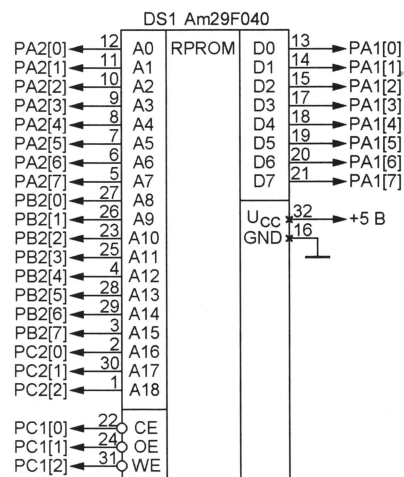 DS1 Am29F040
PA2[0] 12 A0 RPROM D0 13 PA1[0]
PA2[1] 11 A1 D1 14 PA1[1]
PA2[2] 10 A2 D2 15 PA1[2]
PA2[3] 9 A3 D3 17 PA1[3]
PA2[4] 8 A4 D4 18 PA1[4]
PA2[5] 7 A5 D5 19 PA1[5]
PA2[6] 6 A6 D6 20 PA1[6]
PA2[7] 5 A7 D7 21 PA1[7]
PB2[0] 27 A8
PB2[1] 26 A9 UCC 32 +5 В
PB2[2] 23 A10 GND 16
PB2[3] 25 A11
PB2[4] 4 A12
PB2[5] 28 A13
PB2[6] 29 A14
PB2[7] 3 A15
PC2[0] 2 A16
PC2[1] 30 A17
PC2[2] 1 A18
PC1[0] 22 CE
PC1[1] 24 OE
PC1[2] 31 WE